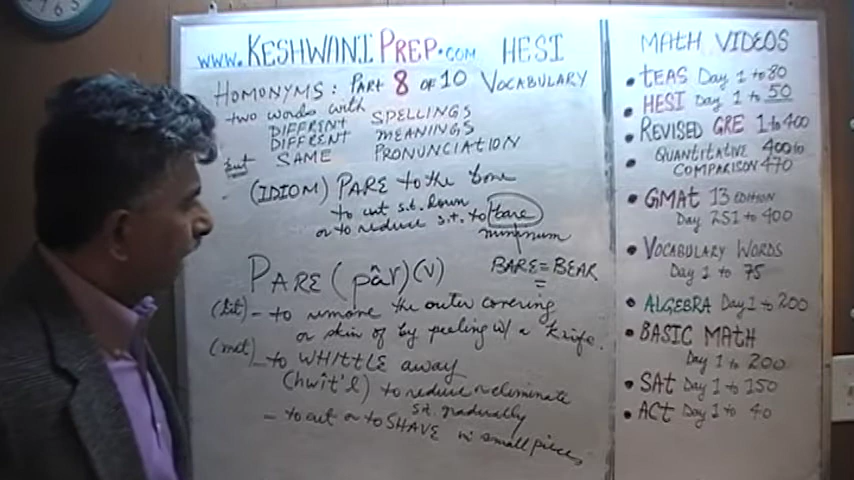 www.KESHWANIPREP.com HESI
HOMONYMS: PART 8 OF 10 VOCABULARY
two words with
DIFFRENT SPELLINGS
DIFFERENT MEANINGS
but SAME PRONUNCIATION
(IDIOM) PARE to the bone
to cut s.t. down
or to reduce s.t. to bare
minimum
BARE = BEAR
PARE (pâr) (v)
(lit) - to remove the outer covering
or skin of by peeling w/ a knife.
(met) - to WHITTLE away
(hwit'l) to reduce or eliminate
s.t. gradually
- to cut or to SHAVE in small pieces
MATH VIDEOS
• TEAS Day 1 to 80
• HESI Day 1 to 50
• REVISED GRE 1 to 400
• QUANTITATIVE 400 to
COMPARISON 470
• GMAT 13 EDITION
Day 251 to 400
• VOCABULARY WORDS
Day 1 to 75
• ALGEBRA Day 1 to 200
• BASIC MATH
Day 1 to 200
• SAT Day 1 to 150
• ACT Day 1 to 40
7 6 5